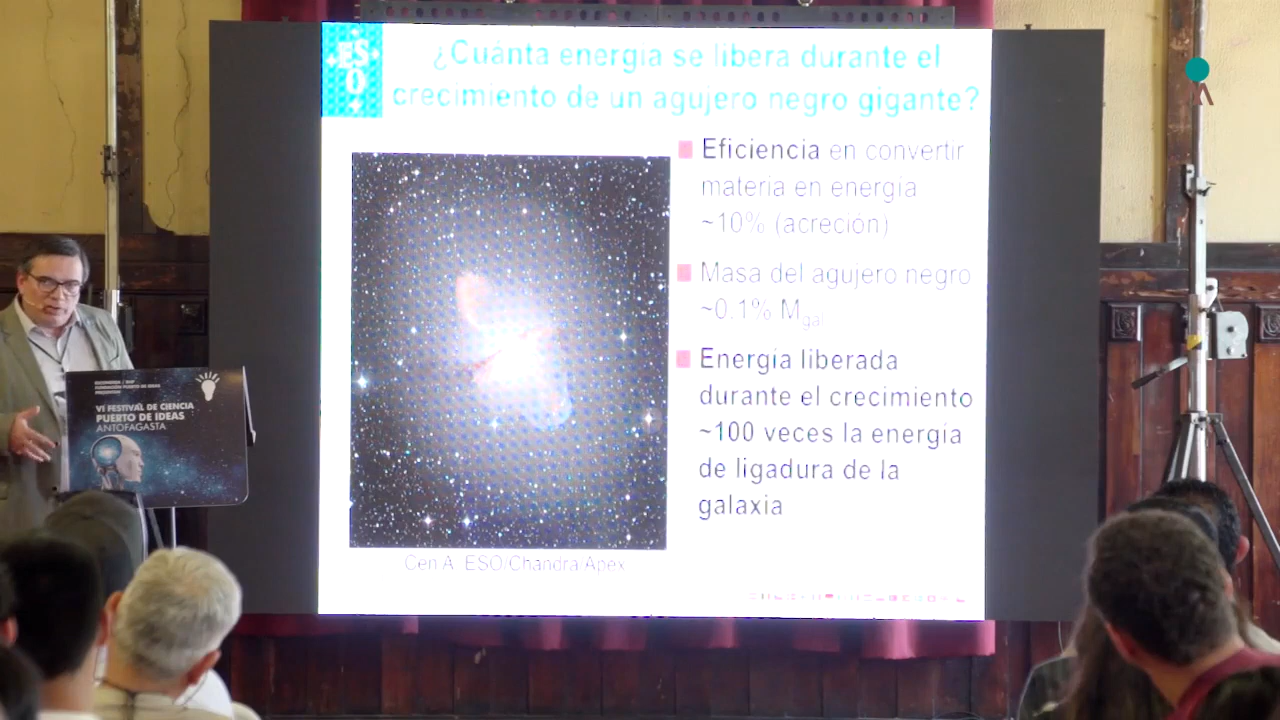 ES
O
¿Cuánta energía se libera durante el
crecimiento de un agujero negro gigante?
Eficiencia en convertir
materia en energía
~10% (acreción)
Masa del agujero negro
~0.1% Mgal
Energía liberada
durante el crecimiento
~100 veces la energía
de ligadura de la
galaxia
Cen A ESO/Chandra/Apex
VI FESTIVAL DE CIENCIA
PUERTO DE IDEAS
ANTOFAGASTA